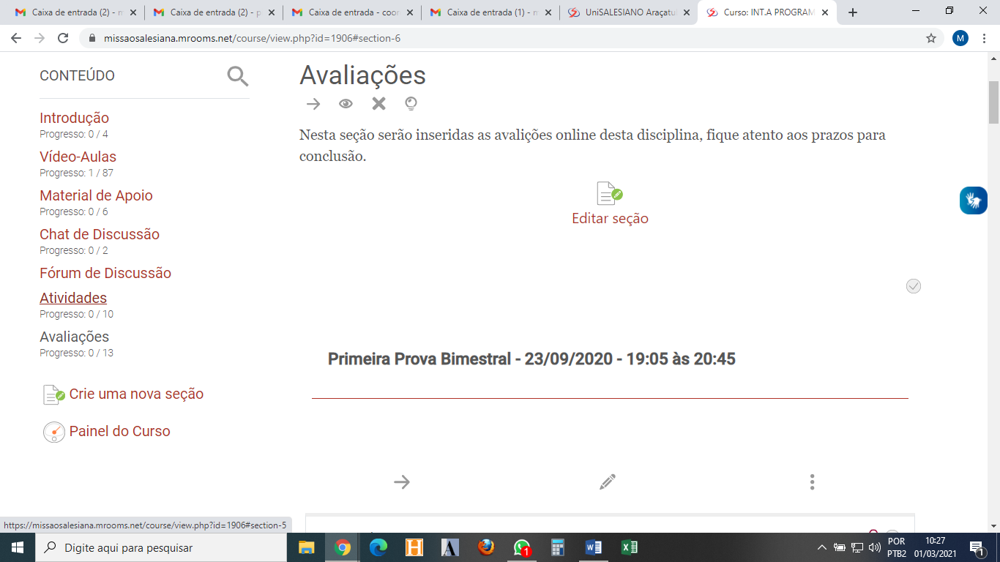 Caixa de entrada (2) - m
Caixa de entrada (2) - p
Caixa de entrada - coor
Caixa de entrada (1) - m
UniSALESIANO Araçatu
Curso: INT.A PROGRAM
missaosalesiana.mrooms.net/course/view.php?id=1906#section-6
M
CONTEÚDO
Introdução
Progresso: 0 / 4
Vídeo-Aulas
Progresso: 1 / 87
Material de Apoio
Progresso: 0 / 6
Chat de Discussão
Progresso: 0 / 2
Fórum de Discussão
Atividades
Progresso: 0 / 10
Avaliações
Progresso: 0 / 13
Crie uma nova seção
Painel do Curso
Avaliações
Nesta seção serão inseridas as avalições online desta disciplina, fique atento aos prazos para
conclusão.
Editar seção
Primeira Prova Bimestral - 23/09/2020 - 19:05 às 20:45
https://missaosalesiana.mrooms.net/course/view.php?id=1906#section-5
Digite aqui para pesquisar
H
A
1
POR
PTB2
10:27
01/03/2021
1